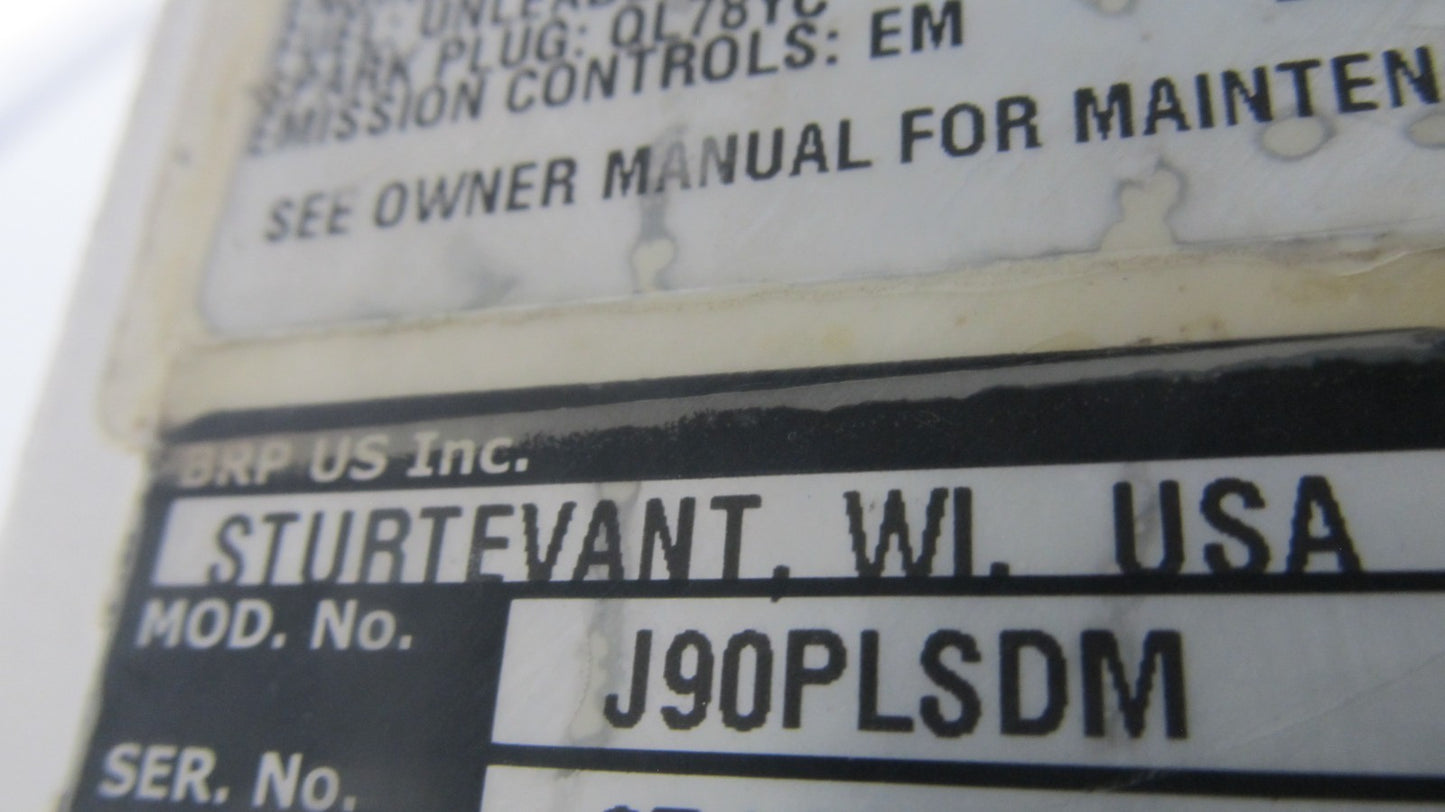 UNLEAD
SPARK PLUG: QL78YC
EMISSION CONTROLS: EM
SEE OWNER MANUAL FOR MAINTEN
BRP US Inc.
STURTEVANT, WI. USA
MOD. No. J90PLSDM
SER. No.